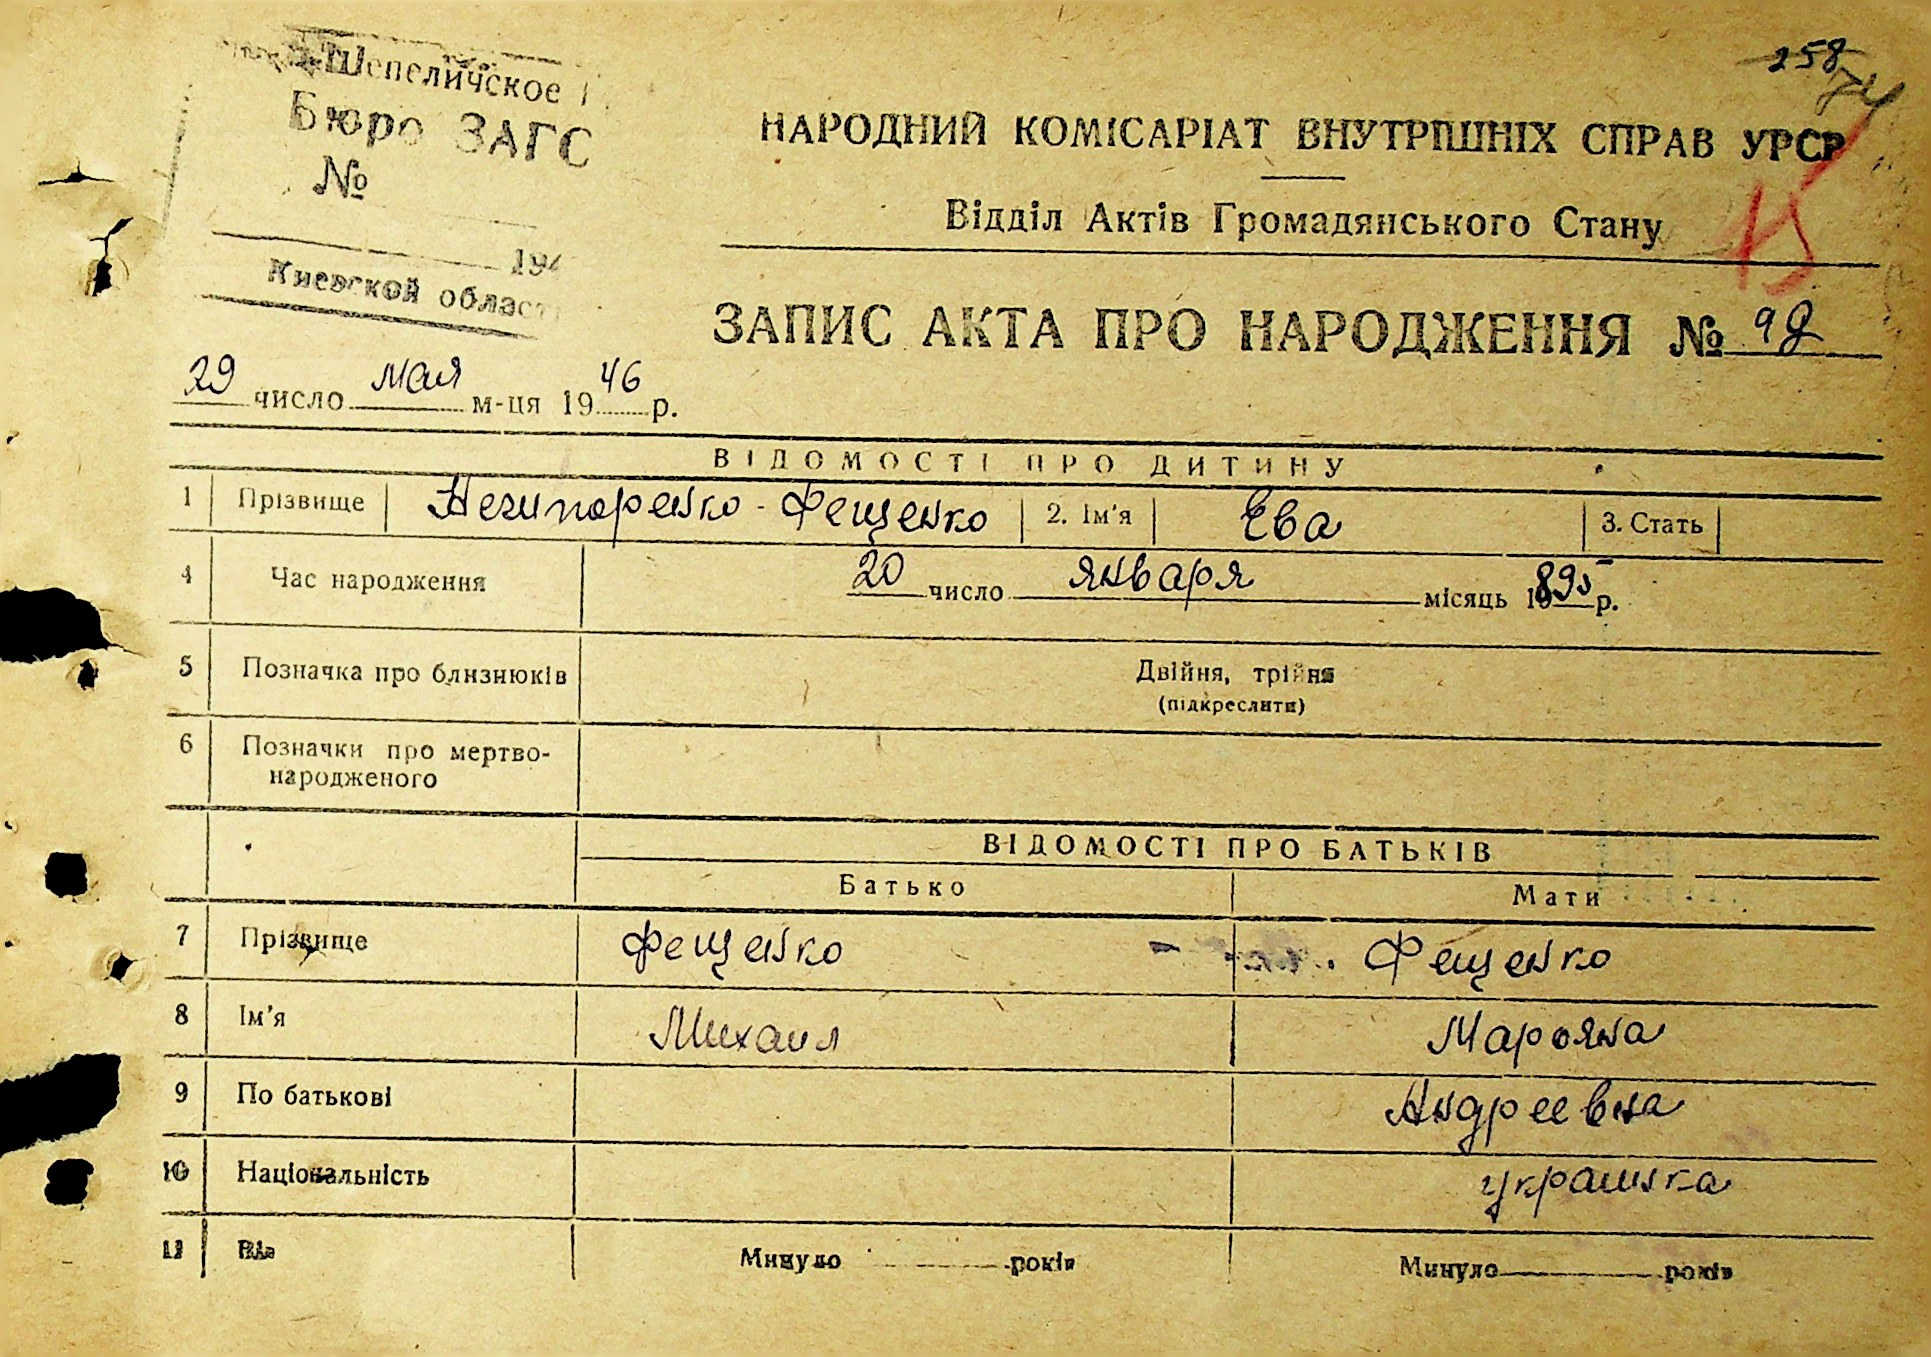 258
Шепеличское
Бюро ЗАГС
№
194
Киевской област
НАРОДНИЙ КОМІСАРІАТ ВНУТРІШНІХ СПРАВ УРСР
Відділ Актів Громадянського Стану
15
ЗАПИС АКТА ПРО НАРОДЖЕННЯ №
29 число мая м-ця 1946 р.
ВІДОМОСТІ ПРО ДИТИНУ
1 Прізвище Нечипоренко-Фещенко 2. Ім'я Ева 3. Стать
4 Час народження 20 число января місяць 1895 р.
5 Позначка про близнюків Двійня, трійня
(підкреслити)
6 Позначки про мертво-
народженого
ВІДОМОСТІ ПРО БАТЬКІВ
Батько Мати
7 Прізвище Фещенко Фещенко
8 Ім'я Михаил Марьяна
9 По батькові Андреевна
10 Національність украинка
11 Вік Минуло років Минуло років